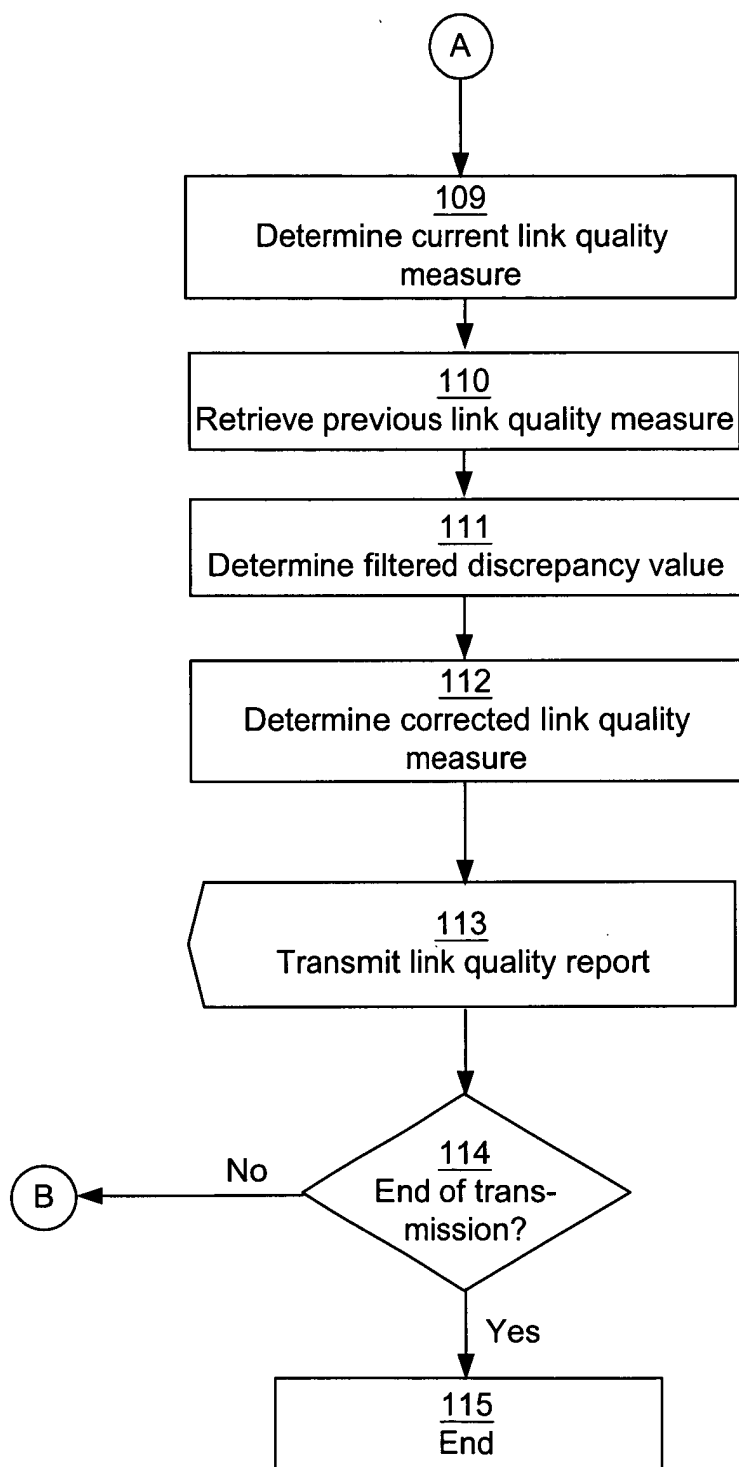 A
109
Determine current link quality
measure
110
Retrieve previous link quality measure
111
Determine filtered discrepancy value
112
Determine corrected link quality
measure
113
Transmit link quality report
114
End of trans-
mission?
No
B
Yes
115
End